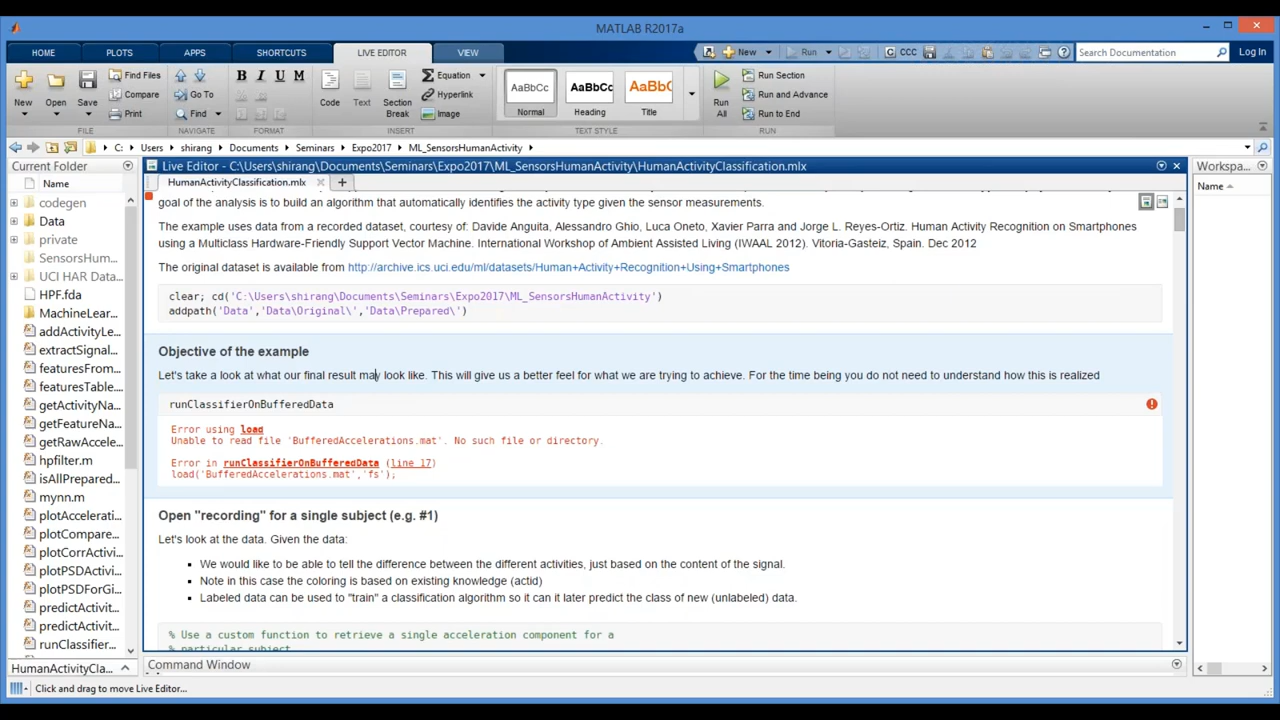 MATLAB R2017a
HOME PLOTS APPS SHORTCUTS LIVE EDITOR VIEW New Run CCC Search Documentation Log In
New Open Save Find Files Compare Print
Go To Find
B I U M
Code Text Section Break Equation Hyperlink Image
AaBbCc Normal AaBbCc Heading AaBbC Title
Run All Run Section Run and Advance Run to End
FILE NAVIGATE FORMAT INSERT TEXT STYLE RUN
C: Users shirang Documents Seminars Expo2017 ML_SensorsHumanActivity
Current Folder
Name
codegen
Data
private
SensorsHum...
UCI HAR Data...
HPF.fda
MachineLear...
addActivityLe...
extractSignal...
featuresFrom...
featuresTable...
getActivityNa...
getFeatureNa...
getRawAccele...
hpfilter.m
isAllPrepared...
mynn.m
plotAccelerati...
plotCompare...
plotCorrActivi...
plotPSDActivi...
plotPSDForGi...
predictActivit...
predictActivit...
runClassifier...
HumanActivityCla...
Live Editor - C:\Users\shirang\Documents\Seminars\Expo2017\ML_SensorsHumanActivity\HumanActivityClassification.mlx
HumanActivityClassification.mlx
goal of the analysis is to build an algorithm that automatically identifies the activity type given the sensor measurements.
The example uses data from a recorded dataset, courtesy of: Davide Anguita, Alessandro Ghio, Luca Oneto, Xavier Parra and Jorge L. Reyes-Ortiz. Human Activity Recognition on Smartphones
using a Multiclass Hardware-Friendly Support Vector Machine. International Workshop of Ambient Assisted Living (IWAAL 2012). Vitoria-Gasteiz, Spain. Dec 2012
The original dataset is available from http://archive.ics.uci.edu/ml/datasets/Human+Activity+Recognition+Using+Smartphones
clear; cd('C:\Users\shirang\Documents\Seminars\Expo2017\ML_SensorsHumanActivity')
addpath('Data','Data\Original\','Data\Prepared\')
Objective of the example
Let's take a look at what our final result may look like. This will give us a better feel for what we are trying to achieve. For the time being you do not need to understand how this is realized
runClassifierOnBufferedData
Error using load
Unable to read file 'BufferedAccelerations.mat'. No such file or directory.
Error in runClassifierOnBufferedData (line 17)
load('BufferedAccelerations.mat','fs');
Open "recording" for a single subject (e.g. #1)
Let's look at the data. Given the data:
We would like to be able to tell the difference between the different activities, just based on the content of the signal.
Note in this case the coloring is based on existing knowledge (actid)
Labeled data can be used to "train" a classification algorithm so it can it later predict the class of new (unlabeled) data.
% Use a custom function to retrieve a single acceleration component for a
% particular subject
Command Window
Workspa...
Name
Click and drag to move Live Editor...